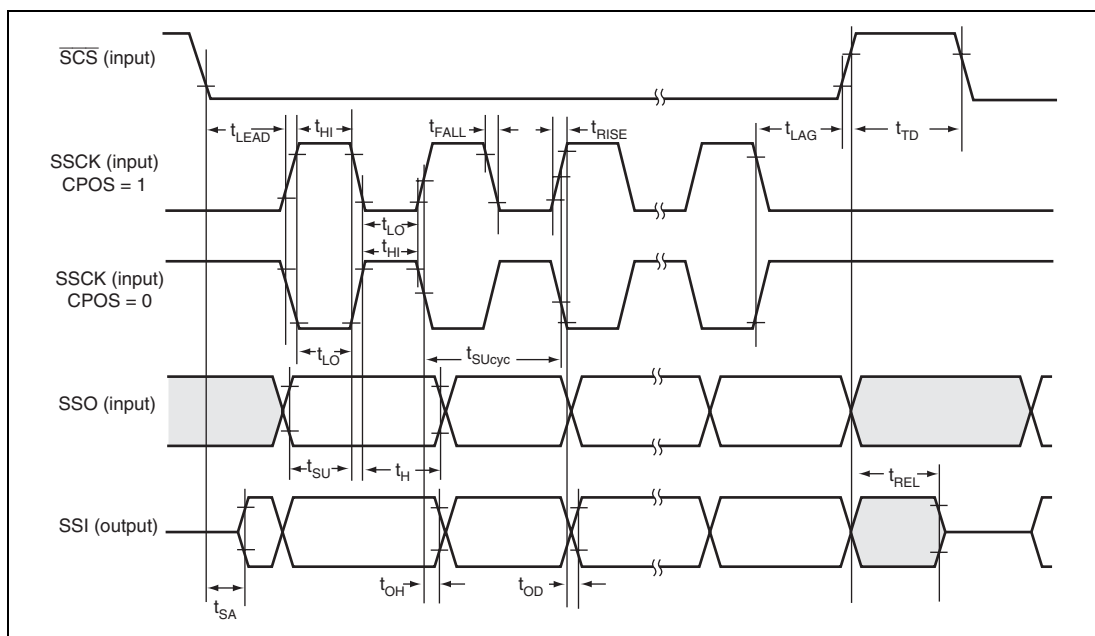 SCS (input)
tLEAD tHI tFALL tRISE tLAG tTD
SSCK (input)
CPOS = 1
tLO
tHI
SSCK (input)
CPOS = 0
tLO tSUcyc
SSO (input)
tSU tH tREL
SSI (output)
tOH tOD
tSA